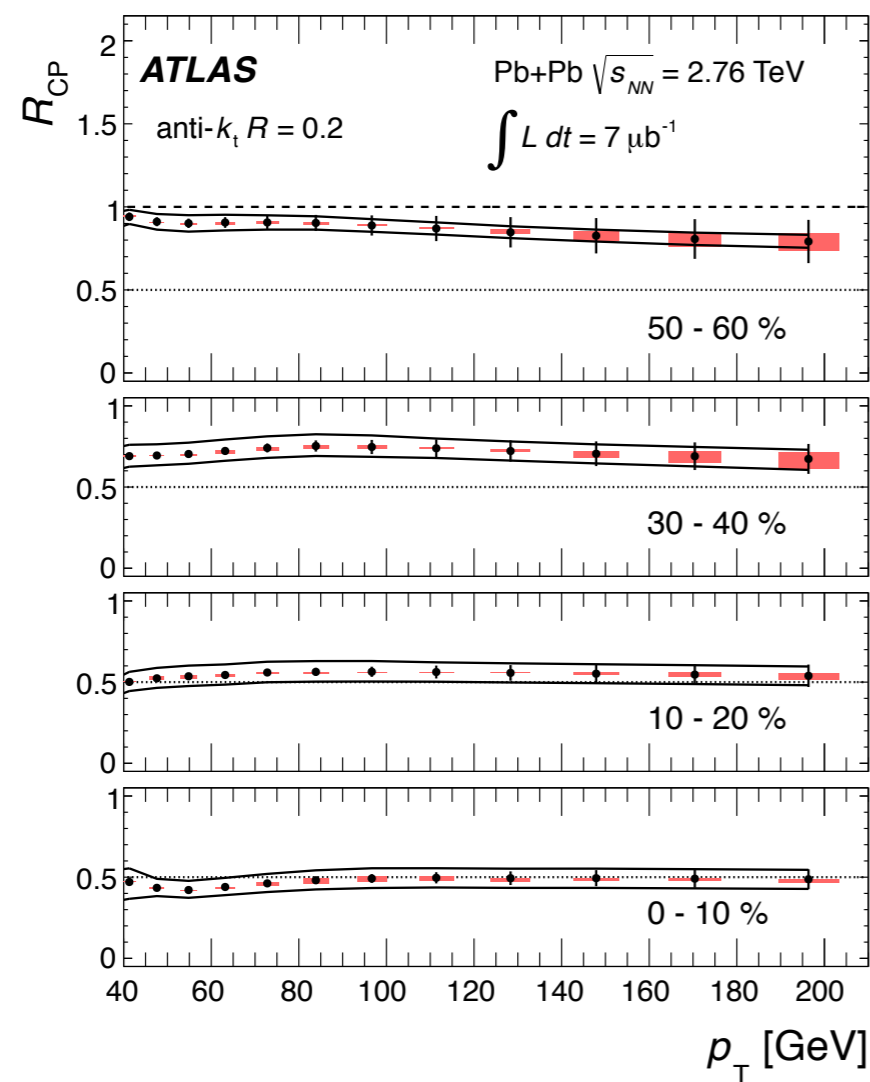 ATLAS
Pb+Pb √s_NN = 2.76 TeV
anti-k_t R = 0.2
∫ L dt = 7 μb^-1
R_CP
2
1.5
1
0.5
0
50 - 60 %
1
0.5
0
30 - 40 %
1
0.5
0
10 - 20 %
1
0.5
0
0 - 10 %
40 60 80 100 120 140 160 180 200
p_T [GeV]